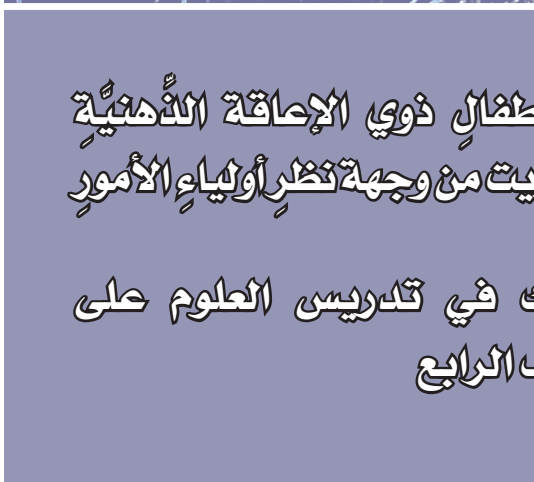 طفالِ ذوي الإعاقة الذِّهنيَّةِ
يت من وجهة نظرِ أولياءِ الأمورِ
ك في تدريس العلوم على
ف الرابع